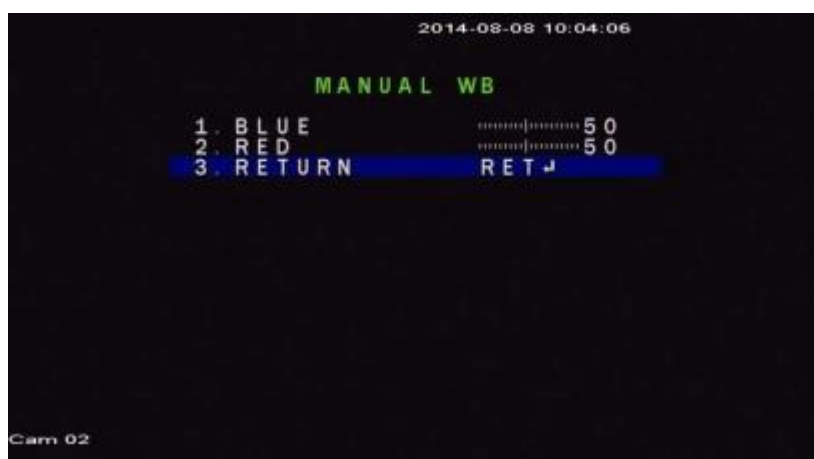 2014-08-08 10:04:06
MANUAL WB
1. BLUE 50
2. RED 50
3. RETURN RET↲
Cam 02